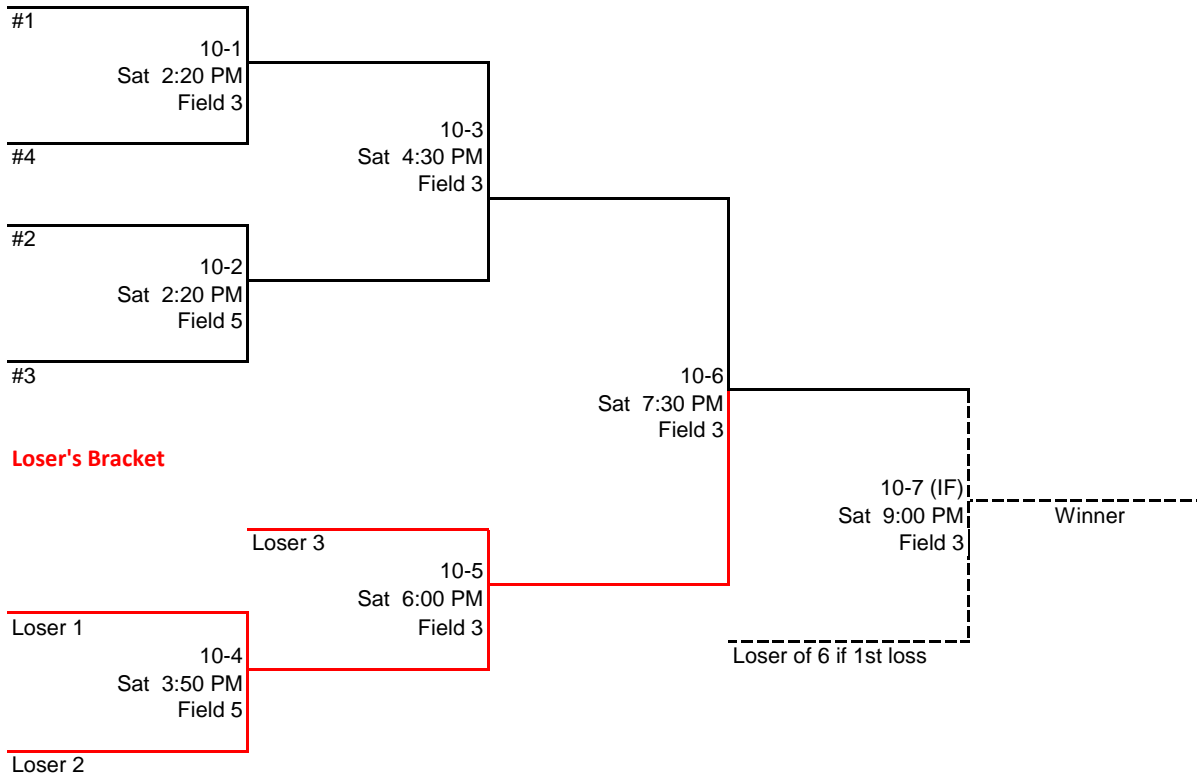 #1
10-1
Sat 2:20 PM
Field 3
#4
10-3
Sat 4:30 PM
Field 3
#2
10-2
Sat 2:20 PM
Field 5
#3
10-6
Sat 7:30 PM
Field 3
Loser's Bracket
10-7 (IF)
Sat 9:00 PM
Field 3
Winner
Loser 3
10-5
Sat 6:00 PM
Field 3
Loser 1
10-4
Sat 3:50 PM
Field 5
Loser 2
Loser of 6 if 1st loss